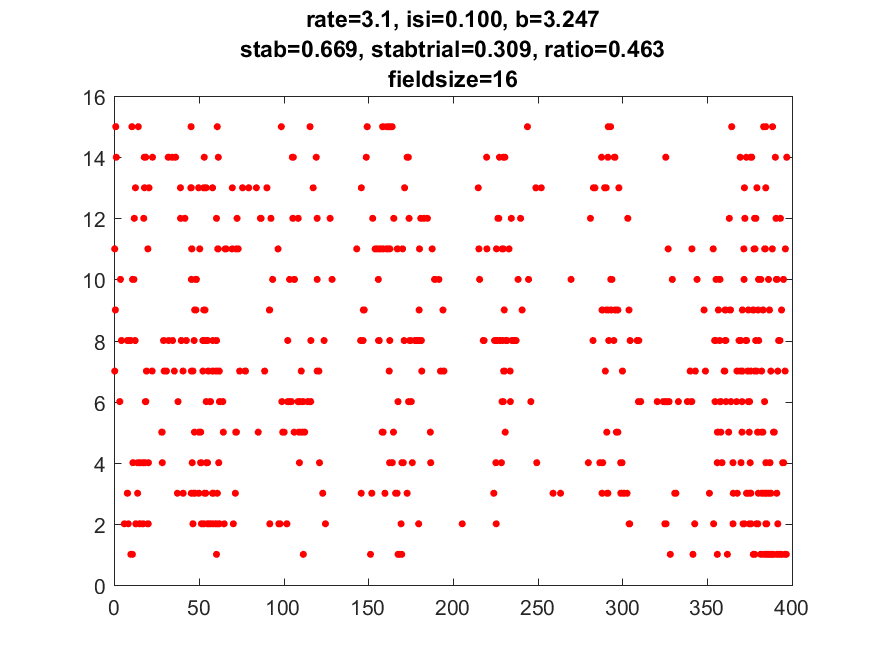 rate=3.1, isi=0.100, b=3.247
stab=0.669, stabtrial=0.309, ratio=0.463
fieldsize=16
16
14
12
10
8
6
4
2
0
0 50 100 150 200 250 300 350 400